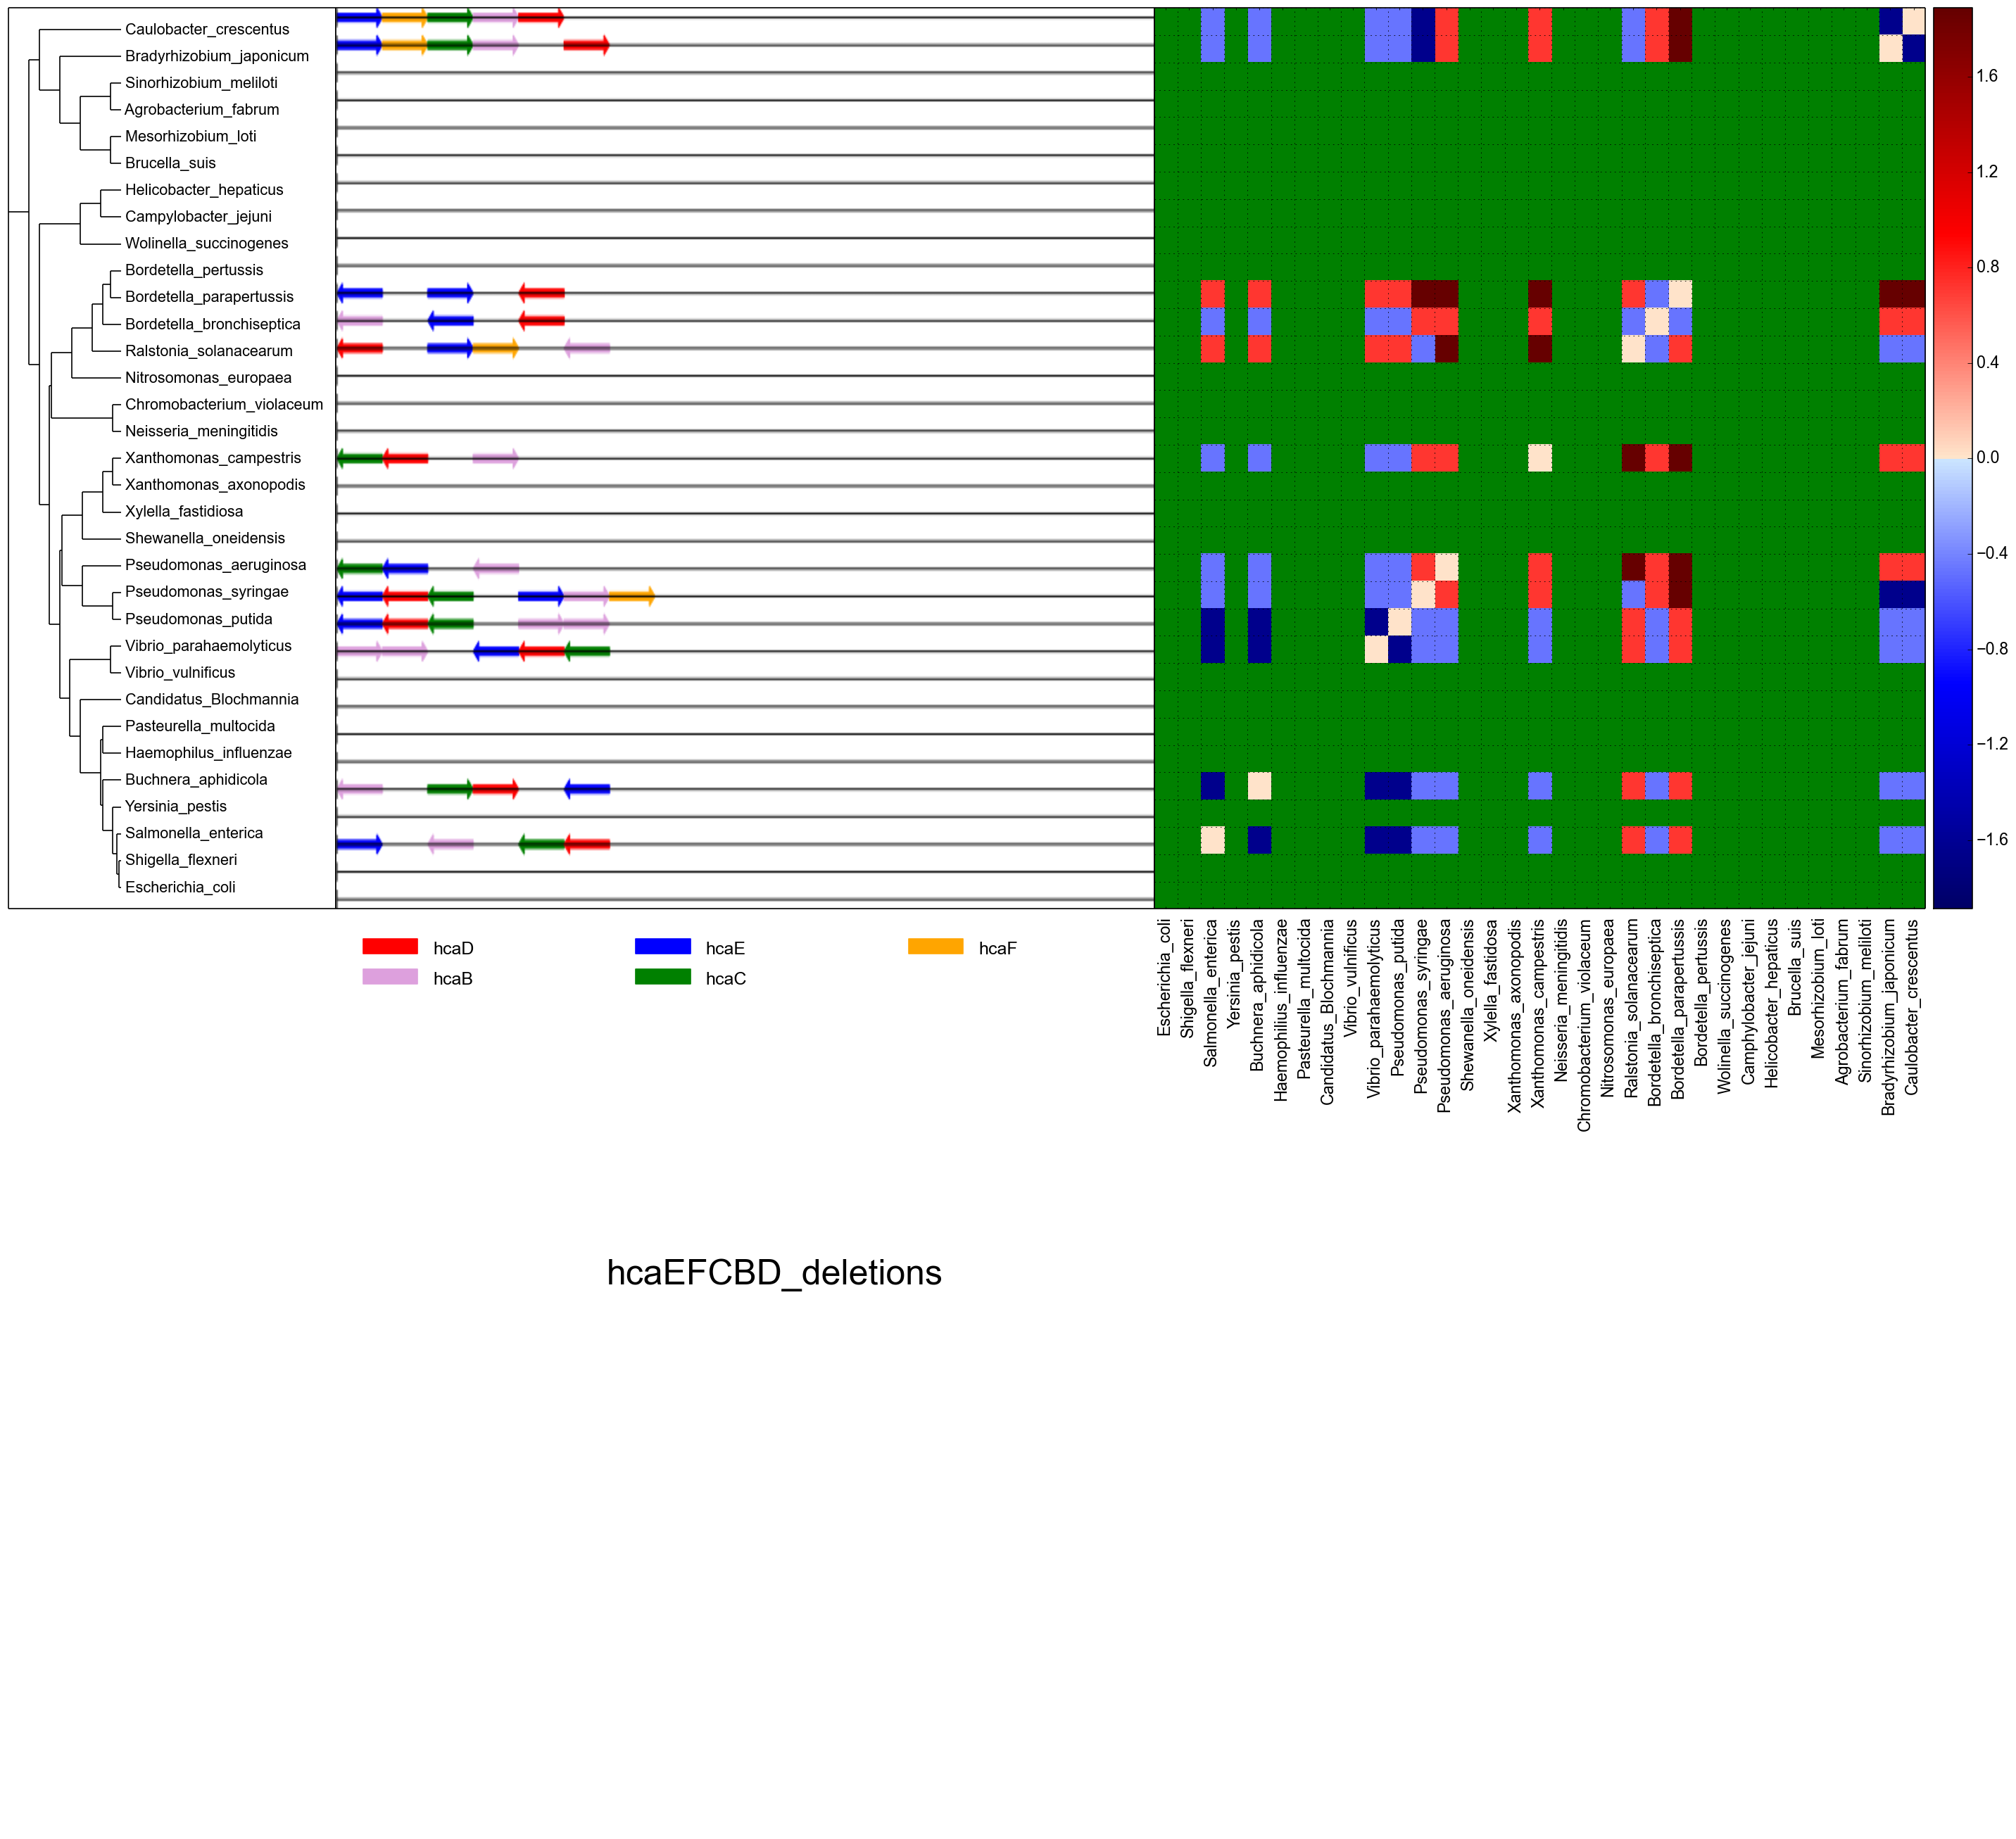 Caulobacter_crescentus
Bradyrhizobium_japonicum
Sinorhizobium_meliloti
Agrobacterium_fabrum
Mesorhizobium_loti
Brucella_suis
Helicobacter_hepaticus
Campylobacter_jejuni
Wolinella_succinogenes
Bordetella_pertussis
Bordetella_parapertussis
Bordetella_bronchiseptica
Ralstonia_solanacearum
Nitrosomonas_europaea
Chromobacterium_violaceum
Neisseria_meningitidis
Xanthomonas_campestris
Xanthomonas_axonopodis
Xylella_fastidiosa
Shewanella_oneidensis
Pseudomonas_aeruginosa
Pseudomonas_syringae
Pseudomonas_putida
Vibrio_parahaemolyticus
Vibrio_vulnificus
Candidatus_Blochmannia
Pasteurella_multocida
Haemophilus_influenzae
Buchnera_aphidicola
Yersinia_pestis
Salmonella_enterica
Shigella_flexneri
Escherichia_coli
1.6
1.2
0.8
0.4
0.0
−0.4
−0.8
−1.2
−1.6
Escherichia_coli
Shigella_flexneri
Salmonella_enterica
Yersinia_pestis
Buchnera_aphidicola
Haemophilus_influenzae
Pasteurella_multocida
Candidatus_Blochmannia
Vibrio_vulnificus
Vibrio_parahaemolyticus
Pseudomonas_putida
Pseudomonas_syringae
Pseudomonas_aeruginosa
Shewanella_oneidensis
Xylella_fastidiosa
Xanthomonas_axonopodis
Xanthomonas_campestris
Neisseria_meningitidis
Chromobacterium_violaceum
Nitrosomonas_europaea
Ralstonia_solanacearum
Bordetella_bronchiseptica
Bordetella_parapertussis
Bordetella_pertussis
Wolinella_succinogenes
Camphylobacter_jejuni
Helicobacter_hepaticus
Brucella_suis
Mesorhizobium_loti
Agrobacterium_fabrum
Sinorhizobium_meliloti
Bradyrhizobium_japonicum
Caulobacter_crescentus
hcaD hcaE hcaF
hcaB hcaC
hcaEFCBD_deletions